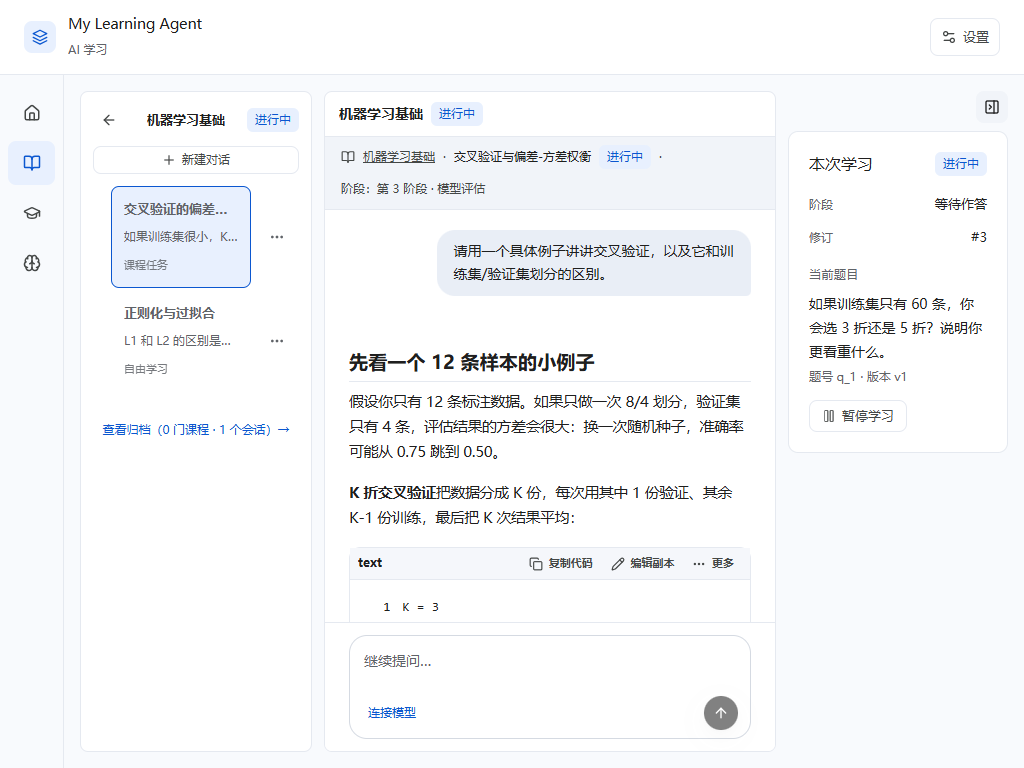 My Learning Agent
AI 学习
设置
机器学习基础 进行中
新建对话
交叉验证的偏差...
如果训练集很小，K...
课程任务
正则化与过拟合
L1 和 L2 的区别是...
自由学习
查看归档（0 门课程 · 1 个会话）→
机器学习基础 进行中
机器学习基础 · 交叉验证与偏差-方差权衡 进行中 ·
阶段：第 3 阶段 · 模型评估
请用一个具体例子讲讲交叉验证，以及它和训
练集/验证集划分的区别。
先看一个 12 条样本的小例子
假设你只有 12 条标注数据。如果只做一次 8/4 划分，验证集
只有 4 条，评估结果的方差会很大：换一次随机种子，准确率
可能从 0.75 跳到 0.50。
K 折交叉验证把数据分成 K 份，每次用其中 1 份验证、其余
K-1 份训练，最后把 K 次结果平均：
text 复制代码 编辑副本 ··· 更多
1 K = 3
继续提问...
连接模型
本次学习 进行中
阶段 等待作答
修订 #3
当前题目
如果训练集只有 60 条，你
会选 3 折还是 5 折？说明你
更看重什么。
题号 q_1 · 版本 v1
暂停学习